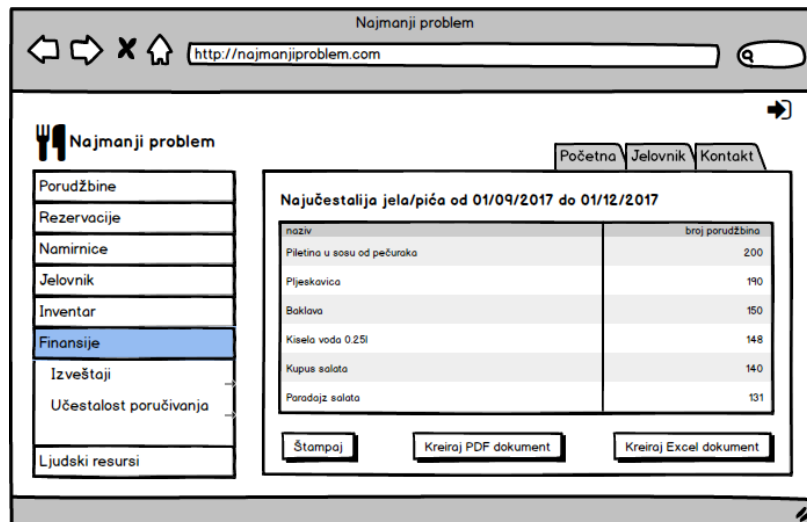 Najmanji problem
http://najmanjiproblem.com
Najmanji problem
Početna Jelovnik Kontakt
Porudžbine
Rezervacije
Namirnice
Jelovnik
Inventar
Finansije
Izveštaji
Učestalost poručivanja
Ljudski resursi
Najučestalija jela/pića od 01/09/2017 do 01/12/2017
naziv broj porudžbina
Piletina u sosu od pečuraka 200
Pljeskavica 190
Baklava 150
Kisela voda 0.25l 148
Kupus salata 140
Paradajz salata 131
Štampaj Kreiraj PDF dokument Kreiraj Excel dokument